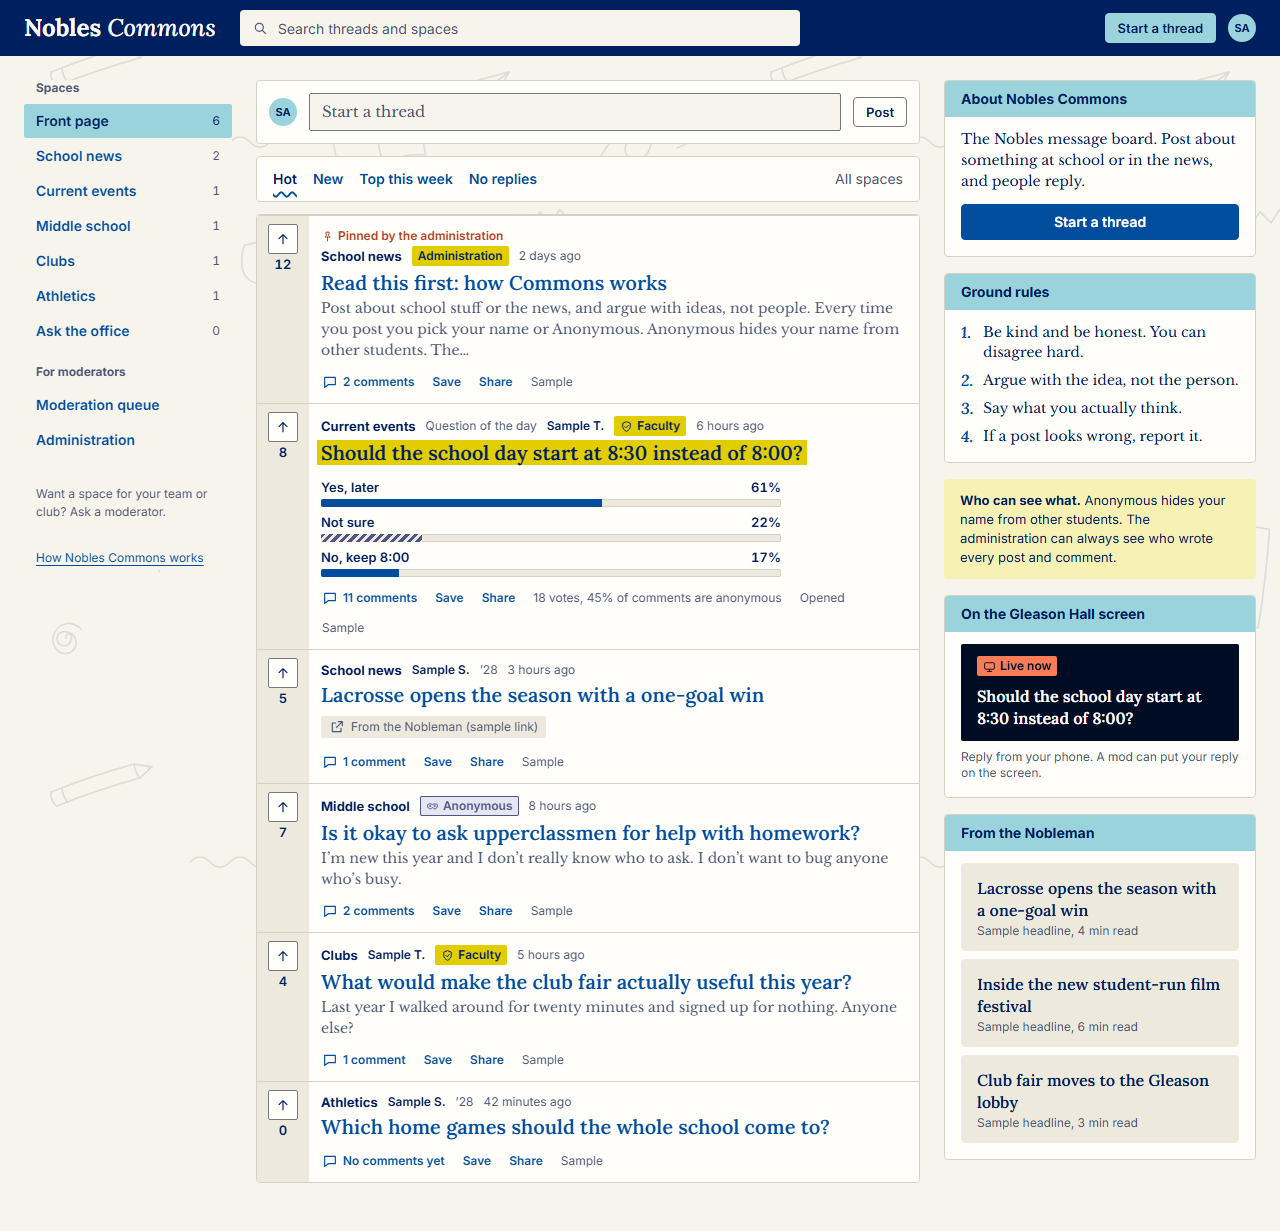 Nobles Commons
Search threads and spaces
Start a thread
SA
Spaces
Front page 6
School news 2
Current events 1
Middle school 1
Clubs 1
Athletics 1
Ask the office 0
For moderators
Moderation queue
Administration
Want a space for your team or
club? Ask a moderator.
How Nobles Commons works
SA
Start a thread
Post
Hot New Top this week No replies All spaces
12
Pinned by the administration
School news Administration 2 days ago
Read this first: how Commons works
Post about school stuff or the news, and argue with ideas, not people. Every time
you post you pick your name or Anonymous. Anonymous hides your name from
other students. The…
2 comments Save Share Sample
8
Current events Question of the day Sample T. Faculty 6 hours ago
Should the school day start at 8:30 instead of 8:00?
Yes, later 61%
Not sure 22%
No, keep 8:00 17%
11 comments Save Share 18 votes, 45% of comments are anonymous Opened
Sample
5
School news Sample S. ’28 3 hours ago
Lacrosse opens the season with a one-goal win
From the Nobleman (sample link)
1 comment Save Share Sample
7
Middle school Anonymous 8 hours ago
Is it okay to ask upperclassmen for help with homework?
I’m new this year and I don’t really know who to ask. I don’t want to bug anyone
who’s busy.
2 comments Save Share Sample
4
Clubs Sample T. Faculty 5 hours ago
What would make the club fair actually useful this year?
Last year I walked around for twenty minutes and signed up for nothing. Anyone
else?
1 comment Save Share Sample
0
Athletics Sample S. ’28 42 minutes ago
Which home games should the whole school come to?
No comments yet Save Share Sample
About Nobles Commons
The Nobles message board. Post about
something at school or in the news,
and people reply.
Start a thread
Ground rules
1. Be kind and be honest. You can
disagree hard.
2. Argue with the idea, not the person.
3. Say what you actually think.
4. If a post looks wrong, report it.
Who can see what. Anonymous hides your
name from other students. The
administration can always see who wrote
every post and comment.
On the Gleason Hall screen
Live now
Should the school day start at
8:30 instead of 8:00?
Reply from your phone. A mod can put your reply
on the screen.
From the Nobleman
Lacrosse opens the season with
a one-goal win
Sample headline, 4 min read
Inside the new student-run film
festival
Sample headline, 6 min read
Club fair moves to the Gleason
lobby
Sample headline, 3 min read